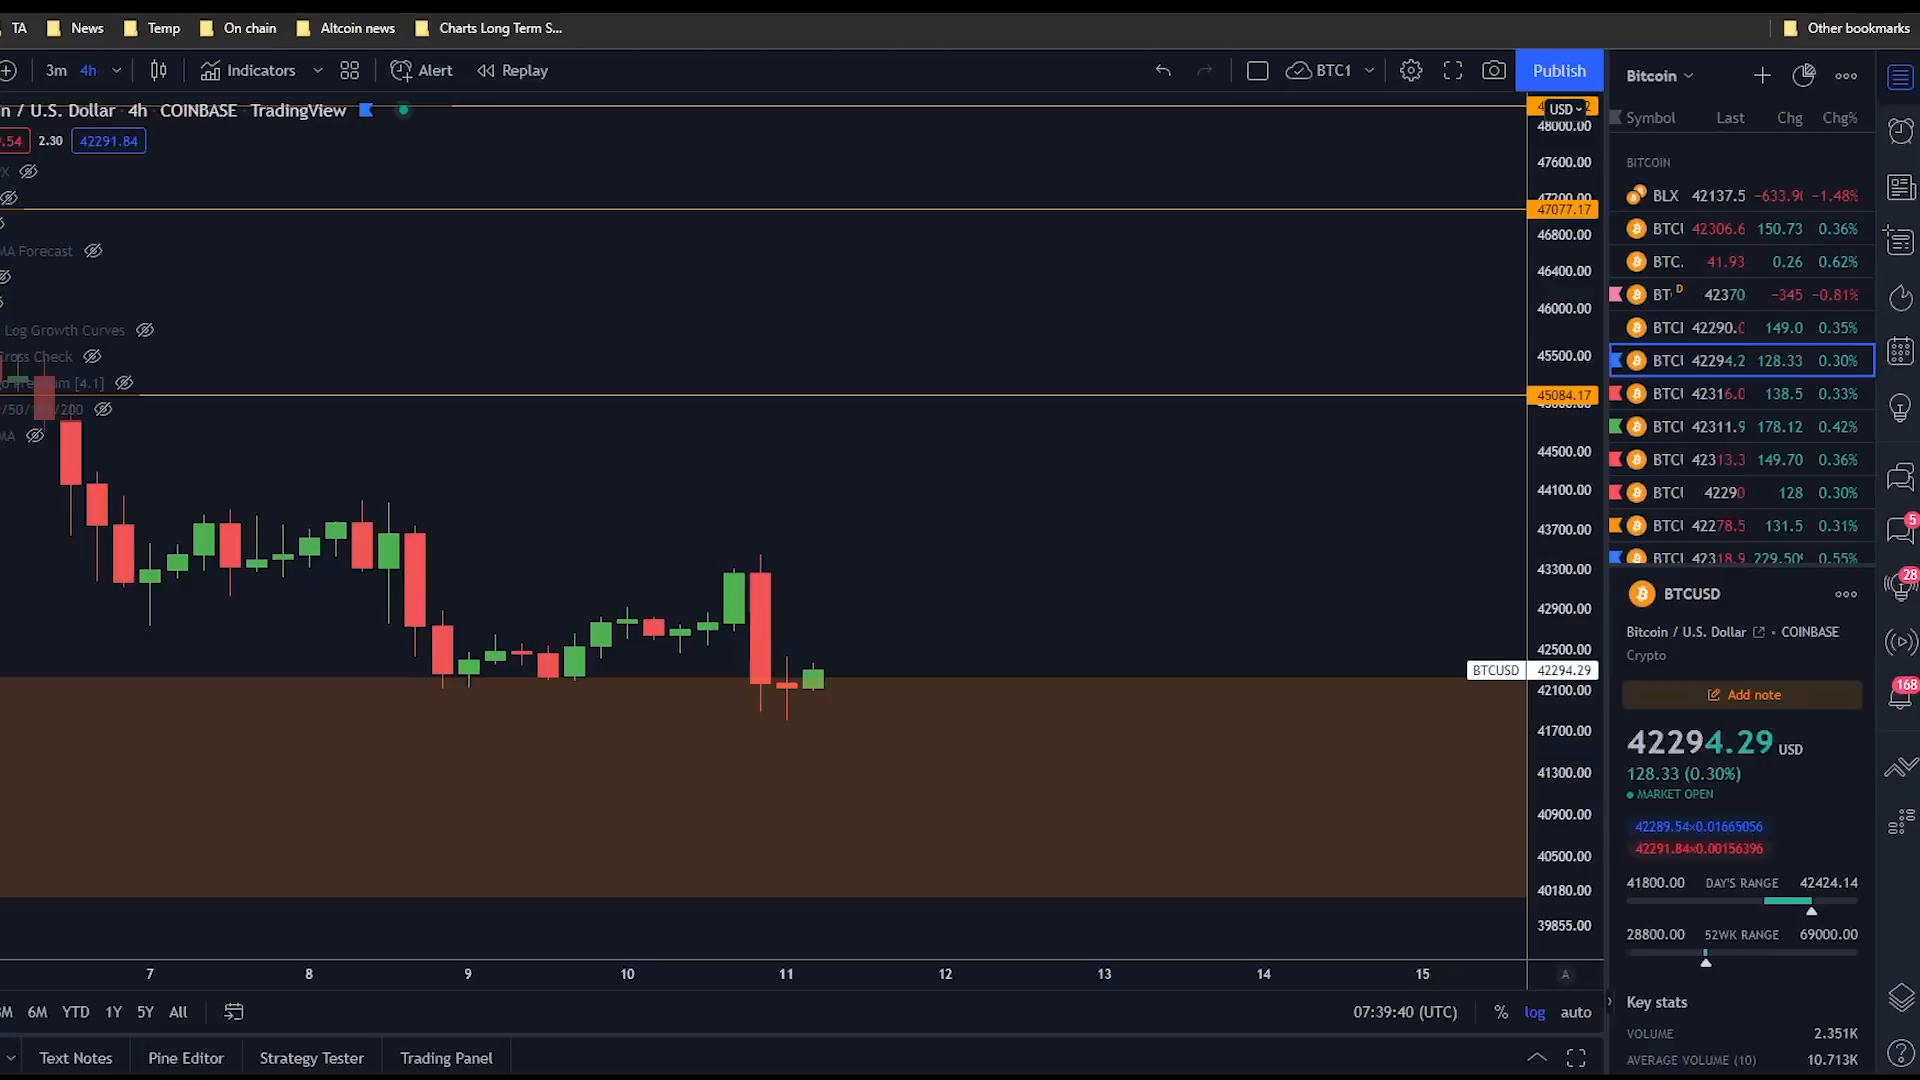 TA News Temp On chain Altcoin news Charts Long Term S... Other bookmarks
3m 4h Indicators Alert Replay BTC1 Publish
n / U.S. Dollar 4h COINBASE TradingView
.54 2.30 42291.84
MA Forecast
Log Growth Curves
ross Check
[4.1]
/50/ /200
MA
USD
48000.00
47600.00
47077.17
46800.00
46400.00
46000.00
45500.00
45084.17
44500.00
44100.00
43700.00
43300.00
42900.00
42500.00
BTCUSD 42294.29
42100.00
41700.00
41300.00
40900.00
40500.00
40180.00
39855.00
7 8 9 10 11 12 13 14 15 A
6M YTD 1Y 5Y All 07:39:40 (UTC) % log auto
Text Notes Pine Editor Strategy Tester Trading Panel
Bitcoin
Symbol Last Chg Chg%
BITCOIN
BLX 42137.5 −633.9 −1.48%
BTCU 42306.6 150.73 0.36%
BTC. 41.93 0.26 0.62%
BT D 42370 −345 −0.81%
BTCI 42290.0 149.0 0.35%
BTCU 42294.2 128.33 0.30%
BTCU 42316.0 138.5 0.33%
BTCU 42311.9 178.12 0.42%
BTCU 42313.3 149.70 0.36%
BTCU 42290 128 0.30%
BTCU 42278.5 131.5 0.31%
BTCU 42318.9 229.50 0.55%
BTCUSD
Bitcoin / U.S. Dollar • COINBASE
Crypto
Add note
42294.29 USD
128.33 (0.30%)
MARKET OPEN
42289.54×0.01665056
42291.84×0.00156396
41800.00 DAY'S RANGE 42424.14
28800.00 52WK RANGE 69000.00
Key stats
VOLUME 2.351K
AVERAGE VOLUME (10) 10.713K
5
28
168